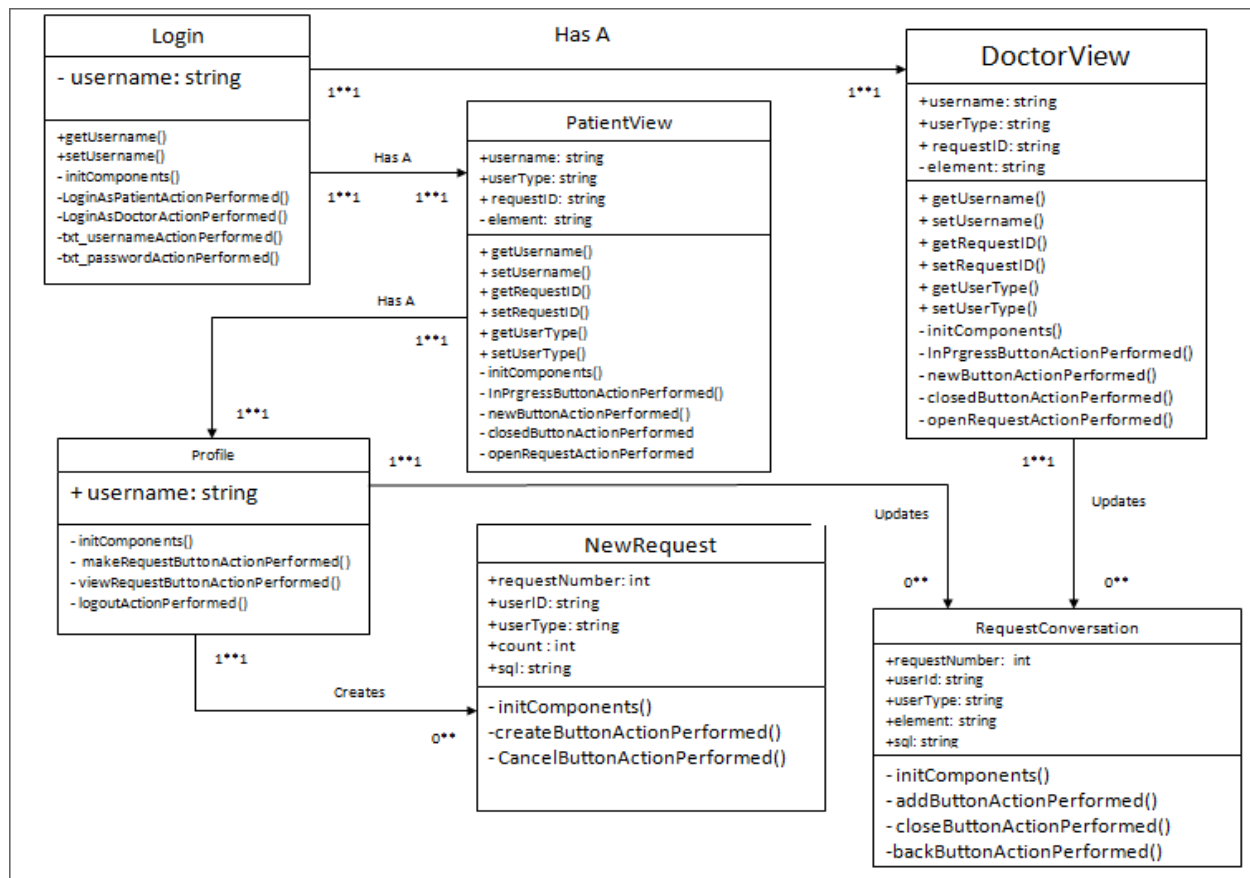 Login
- username: string
+getUsername()
+setUsername()
- initComponents()
-LoginAsPatientActionPerformed()
-LoginAsDoctorActionPerformed()
-txt_usernameActionPerformed()
-txt_passwordActionPerformed()
Has A
1**1
1**1
DoctorView
+username: string
+userType: string
+ requestID: string
- element: string
+ getUsername()
+ setUsername()
+ getRequestID()
+ setRequestID()
+ getUserType()
+ setUserType()
- initComponents()
- InPrgressButtonActionPerformed()
- newButtonActionPerformed()
- closedButtonActionPerformed()
- openRequestActionPerformed()
Has A
1**1
1**1
PatientView
+username: string
+userType: string
+ requestID: string
- element: string
+ getUsername()
+ setUsername()
+ getRequestID()
+ setRequestID()
+ getUserType()
+ setUserType()
- initComponents()
- InPrgressButtonActionPerformed()
- newButtonActionPerformed()
- closedButtonActionPerformed
- openRequestActionPerformed
Has A
1**1
1**1
Profile
+ username: string
- initComponents()
- makeRequestButtonActionPerformed()
- viewRequestButtonActionPerformed()
- logoutActionPerformed()
1**1
Updates
0**
1**1
Updates
0**
1**1
Creates
0**
NewRequest
+requestNumber: int
+userID: string
+userType: string
+count : int
+sql: string
- initComponents()
-createButtonActionPerformed()
- CancelButtonActionPerformed()
RequestConversation
+requestNumber: int
+userId: string
+userType: string
+element: string
+sql: string
- initComponents()
- addButtonActionPerformed()
- closeButtonActionPerformed()
-backButtonActionPerformed()